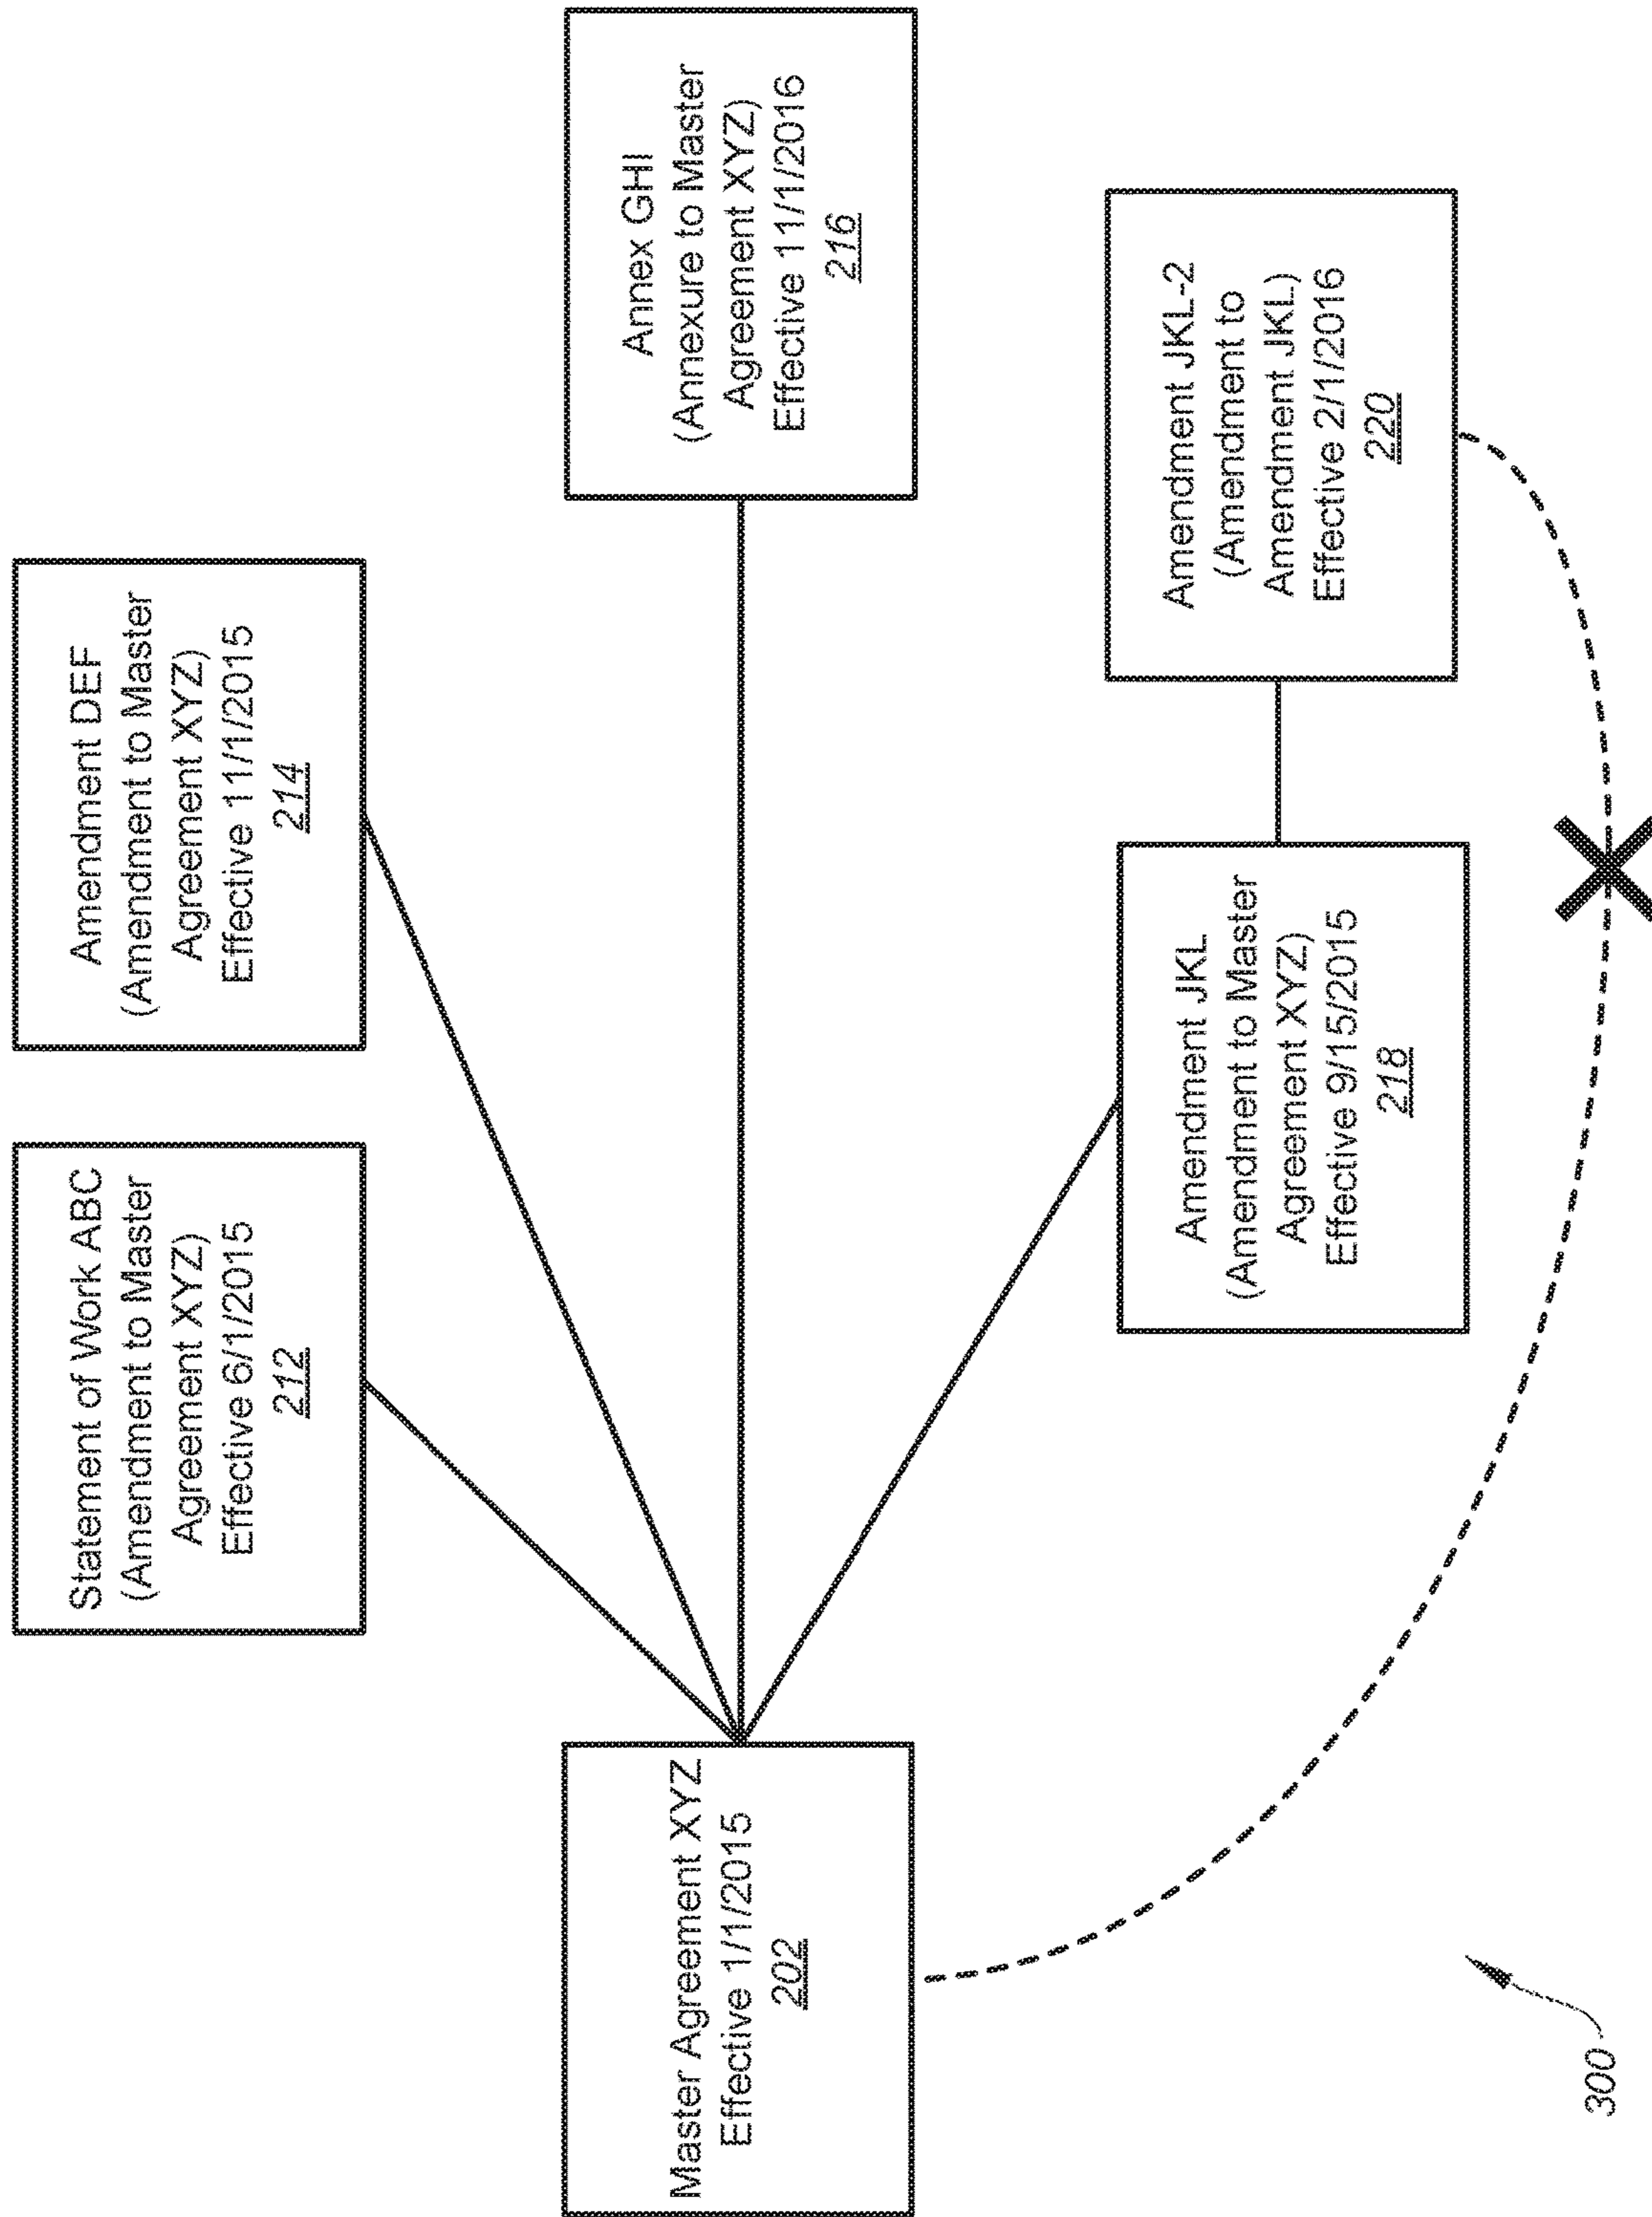 Statement of Work ABC
(Amendment to Master
Agreement XYZ)
Effective 6/1/2015
212
Amendment DEF
(Amendment to Master
Agreement XYZ)
Effective 11/1/2015
214
Master Agreement XYZ
Effective 1/1/2015
202
Annex GHI
(Annexure to Master
Agreement XYZ)
Effective 11/1/2016
216
Amendment JKL
(Amendment to Master
Agreement XYZ)
Effective 9/15/2015
218
Amendment JKL-2
(Amendment to
Amendment JKL)
Effective 2/1/2016
220
300